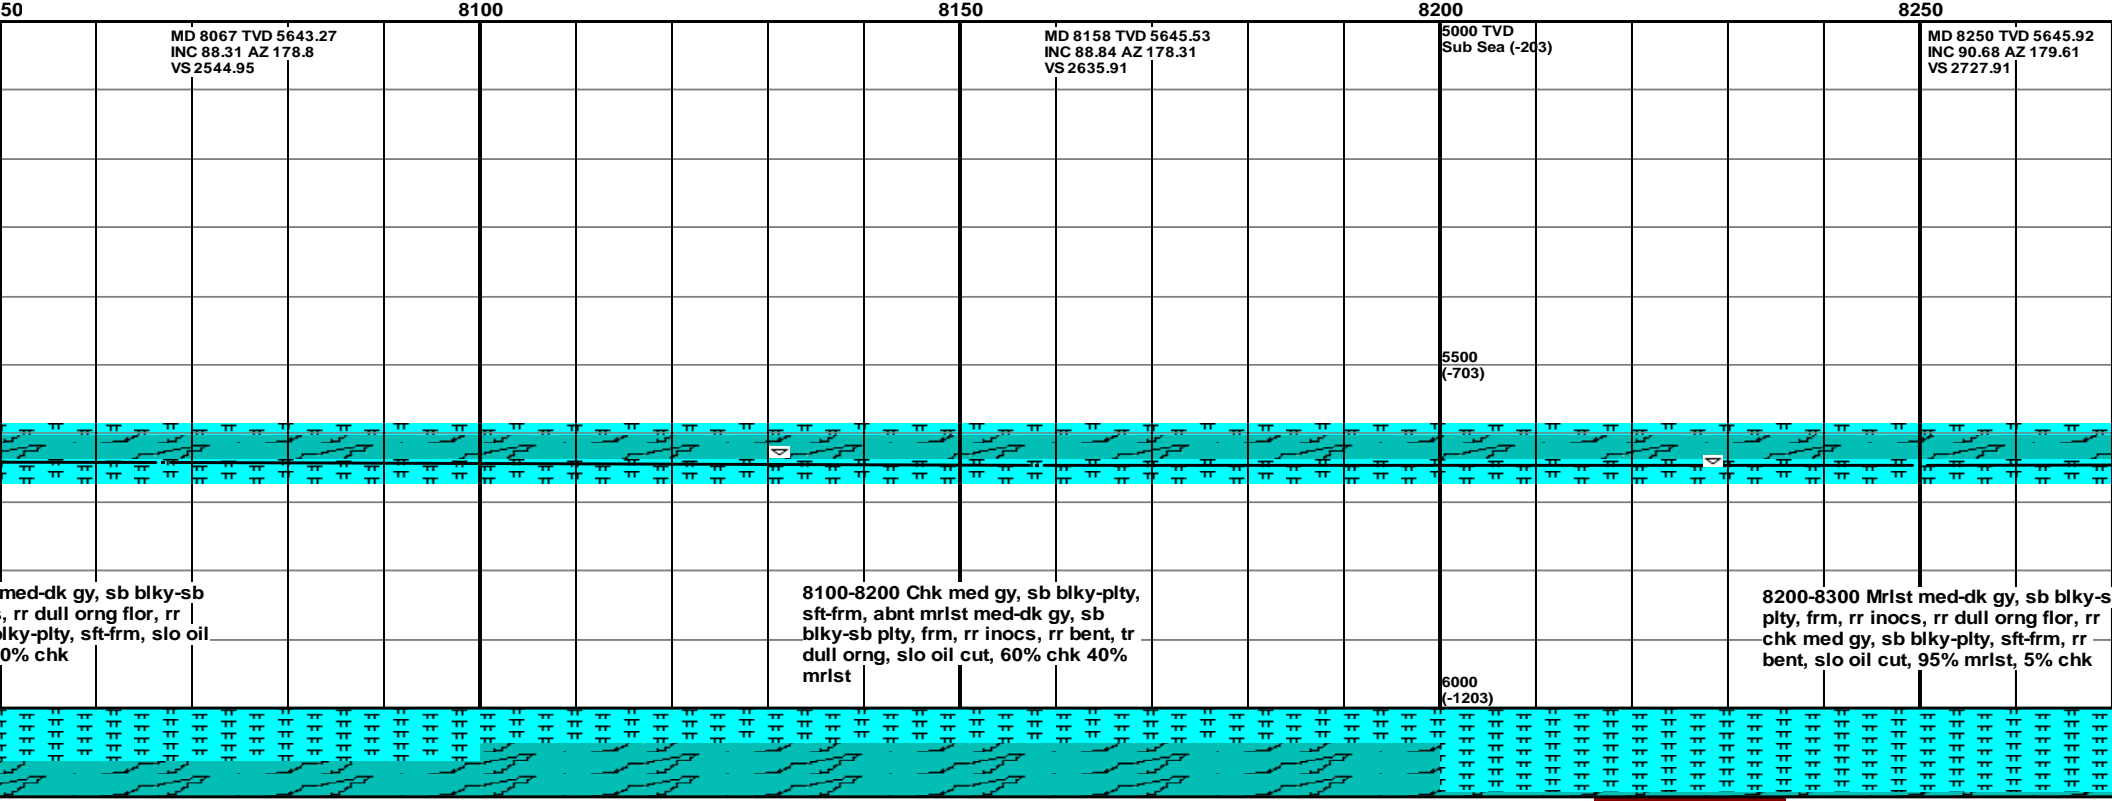 50 8100 8150 8200 8250
MD 8067 TVD 5643.27
INC 88.31 AZ 178.8
VS 2544.95
MD 8158 TVD 5645.53
INC 88.84 AZ 178.31
VS 2635.91
5000 TVD
Sub Sea (-203)
MD 8250 TVD 5645.92
INC 90.68 AZ 179.61
VS 2727.91
5500
(-703)
med-dk gy, sb blky-sb
, rr dull orng flor, rr
lky-plty, sft-frm, slo oil
0% chk
8100-8200 Chk med gy, sb blky-plty,
sft-frm, abnt mrlst med-dk gy, sb
blky-sb plty, frm, rr inocs, rr bent, tr
dull orng, slo oil cut, 60% chk 40%
mrlst
6000
(-1203)
8200-8300 Mrlst med-dk gy, sb blky-s
plty, frm, rr inocs, rr dull orng flor, rr
chk med gy, sb blky-plty, sft-frm, rr
bent, slo oil cut, 95% mrlst, 5% chk